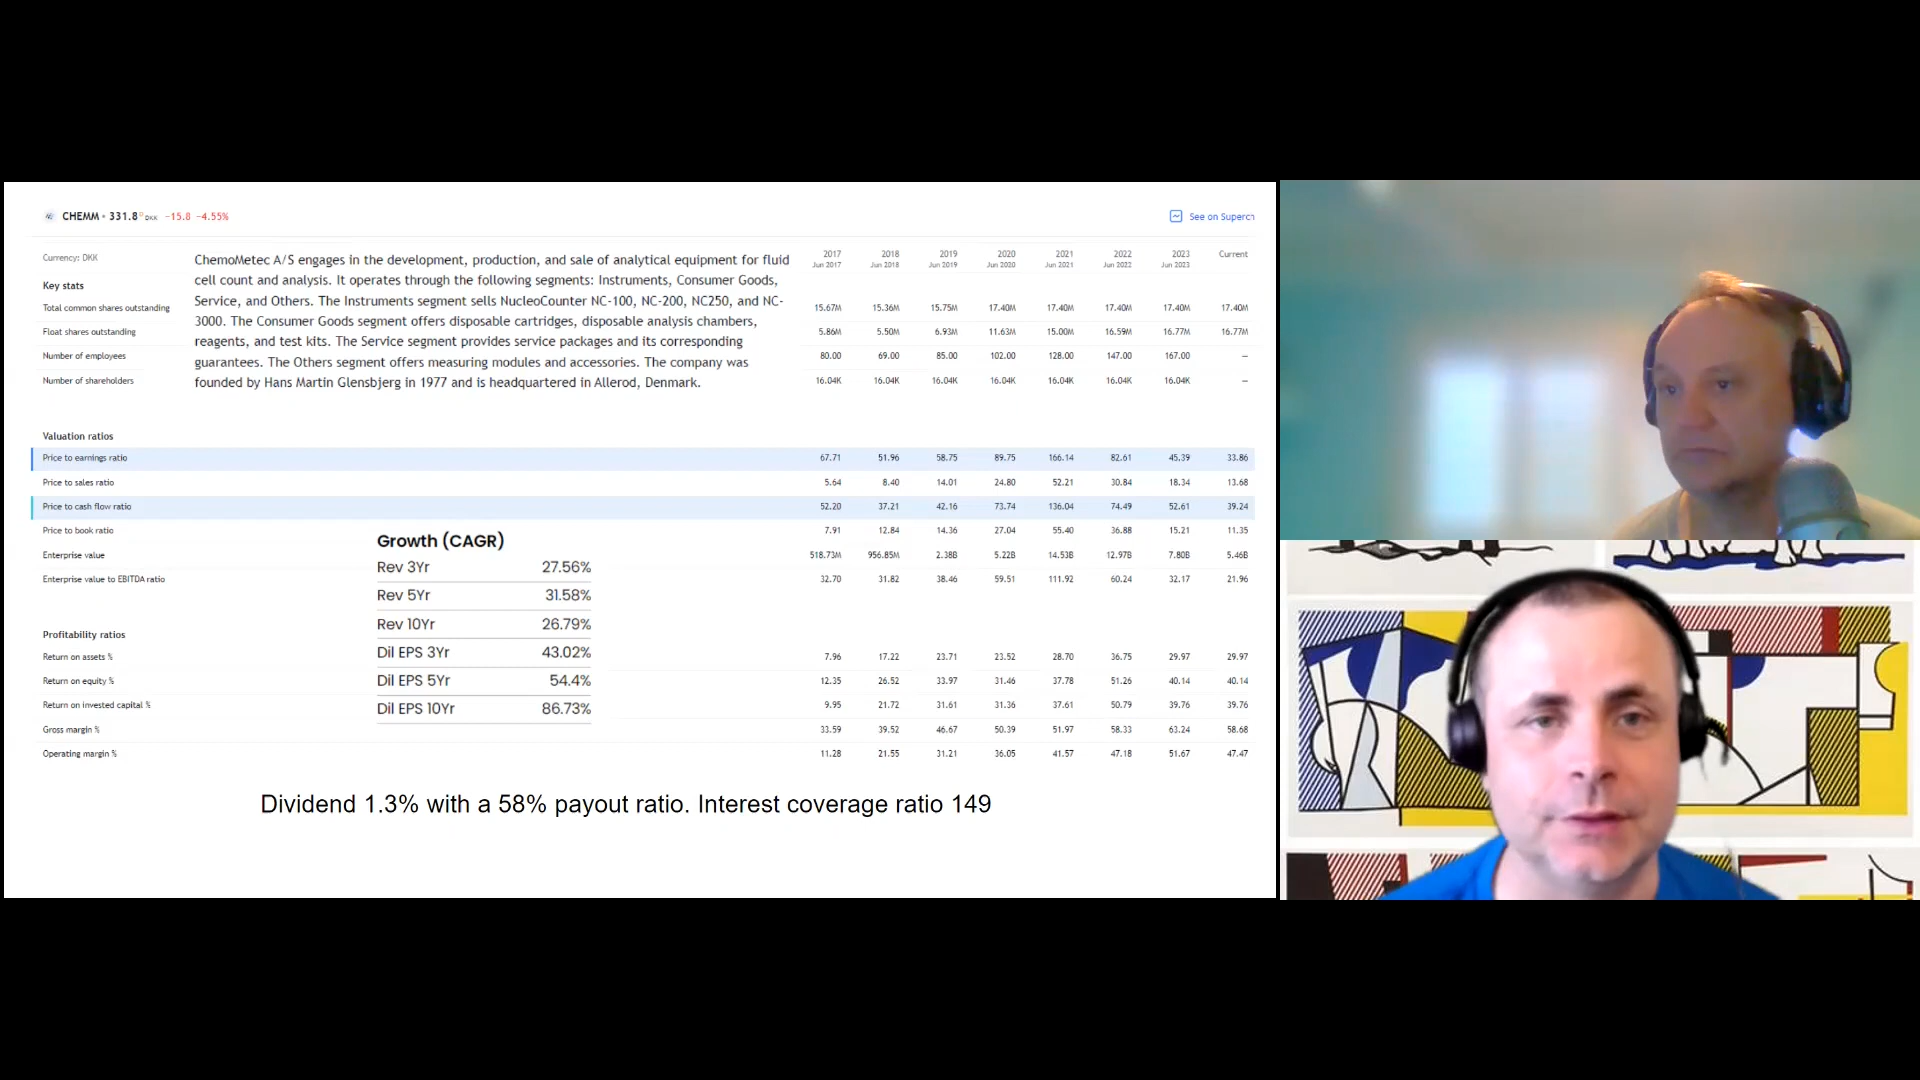 CHEMM • 331.8 DKK −15.8 −4.55%
See on Superch
Currency: DKK
2017 2018 2019 2020 2021 2022 2023 Current
Jun 2017 Jun 2018 Jun 2019 Jun 2020 Jun 2021 Jun 2022 Jun 2023
ChemoMetec A/S engages in the development, production, and sale of analytical equipment for fluid
cell count and analysis. It operates through the following segments: Instruments, Consumer Goods,
Service, and Others. The Instruments segment sells NucleoCounter NC-100, NC-200, NC250, and NC-
3000. The Consumer Goods segment offers disposable cartridges, disposable analysis chambers,
reagents, and test kits. The Service segment provides service packages and its corresponding
guarantees. The Others segment offers measuring modules and accessories. The company was
founded by Hans Martin Glensbjerg in 1977 and is headquartered in Allerod, Denmark.
Key stats
Total common shares outstanding 15.67M 15.36M 15.75M 17.40M 17.40M 17.40M 17.40M 17.40M
Float shares outstanding 5.86M 5.50M 6.93M 11.63M 15.00M 16.59M 16.77M 16.77M
Number of employees 80.00 69.00 85.00 102.00 128.00 147.00 167.00 —
Number of shareholders 16.04K 16.04K 16.04K 16.04K 16.04K 16.04K 16.04K —
Valuation ratios
Price to earnings ratio 67.71 51.96 58.75 89.75 166.14 82.61 45.39 33.86
Price to sales ratio 5.64 8.40 14.01 24.80 52.21 30.84 18.34 13.68
Price to cash flow ratio 52.20 37.21 42.16 73.74 136.04 74.49 52.61 39.24
Price to book ratio 7.91 12.84 14.36 27.04 55.40 36.88 15.21 11.35
Enterprise value 518.73M 956.85M 2.38B 5.22B 14.53B 12.97B 7.80B 5.46B
Enterprise value to EBITDA ratio 32.70 31.82 38.46 59.51 111.92 60.24 32.17 21.96
Growth (CAGR)
Rev 3Yr 27.56%
Rev 5Yr 31.58%
Rev 10Yr 26.79%
Dil EPS 3Yr 43.02%
Dil EPS 5Yr 54.4%
Dil EPS 10Yr 86.73%
Profitability ratios
Return on assets % 7.96 17.22 23.71 23.52 28.70 36.75 29.97 29.97
Return on equity % 12.35 26.52 33.97 31.46 37.78 51.26 40.14 40.14
Return on invested capital % 9.95 21.72 31.61 31.36 37.61 50.79 39.76 39.76
Gross margin % 33.59 39.52 46.67 50.39 51.97 58.33 63.24 58.68
Operating margin % 11.28 21.55 31.21 36.05 41.57 47.18 51.67 47.47
Dividend 1.3% with a 58% payout ratio. Interest coverage ratio 149